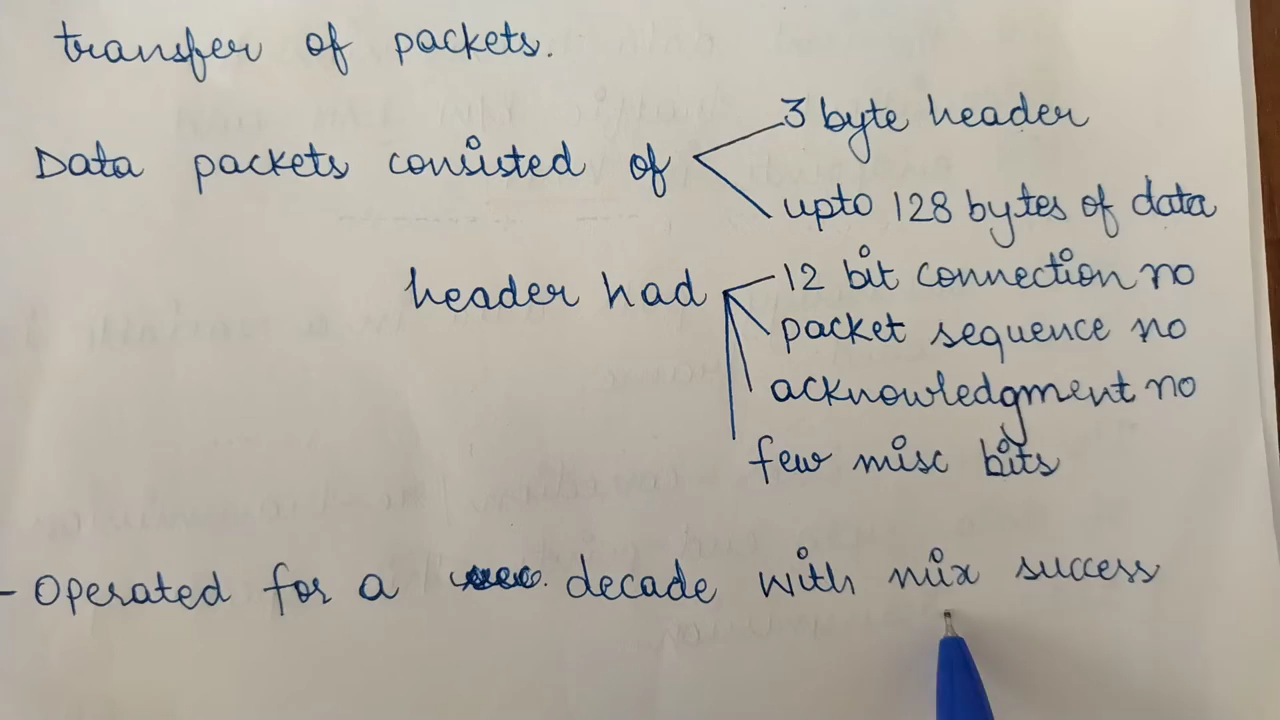 transfer of packets.
3 byte header
Data packets consisted of
upto 128 bytes of data
header had 12 bit connection no
packet sequence no
acknowledgment no
few misc bits
- Operated for a decade with mix success